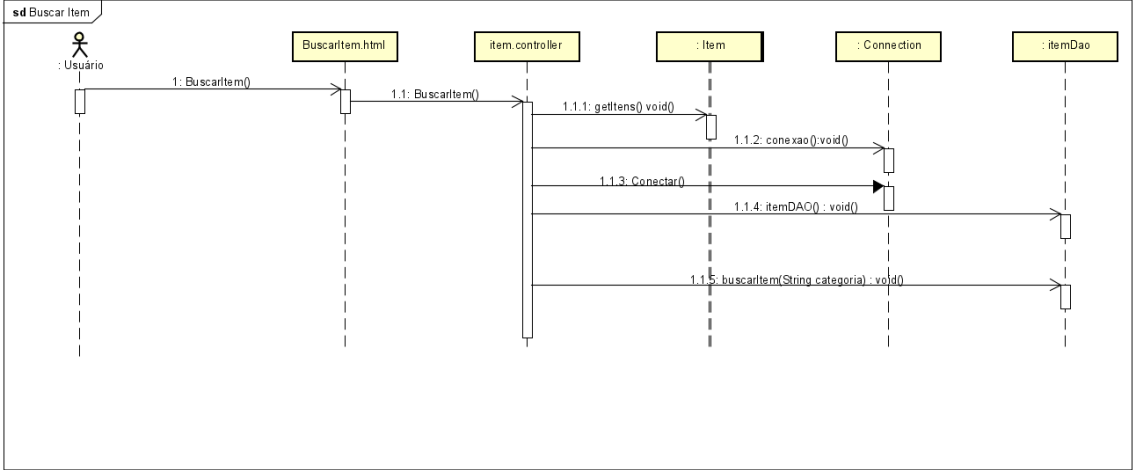 sd Buscar Item
: Usuário
BuscarItem.html
item.controller
: Item
: Connection
: itemDao
1: BuscarItem()
1.1: BuscarItem()
1.1.1: getItens() void()
1.1.2: conexao():void()
1.1.3: Conectar()
1.1.4: itemDAO() : void()
1.1.5: buscarItem(String categoria) : void()